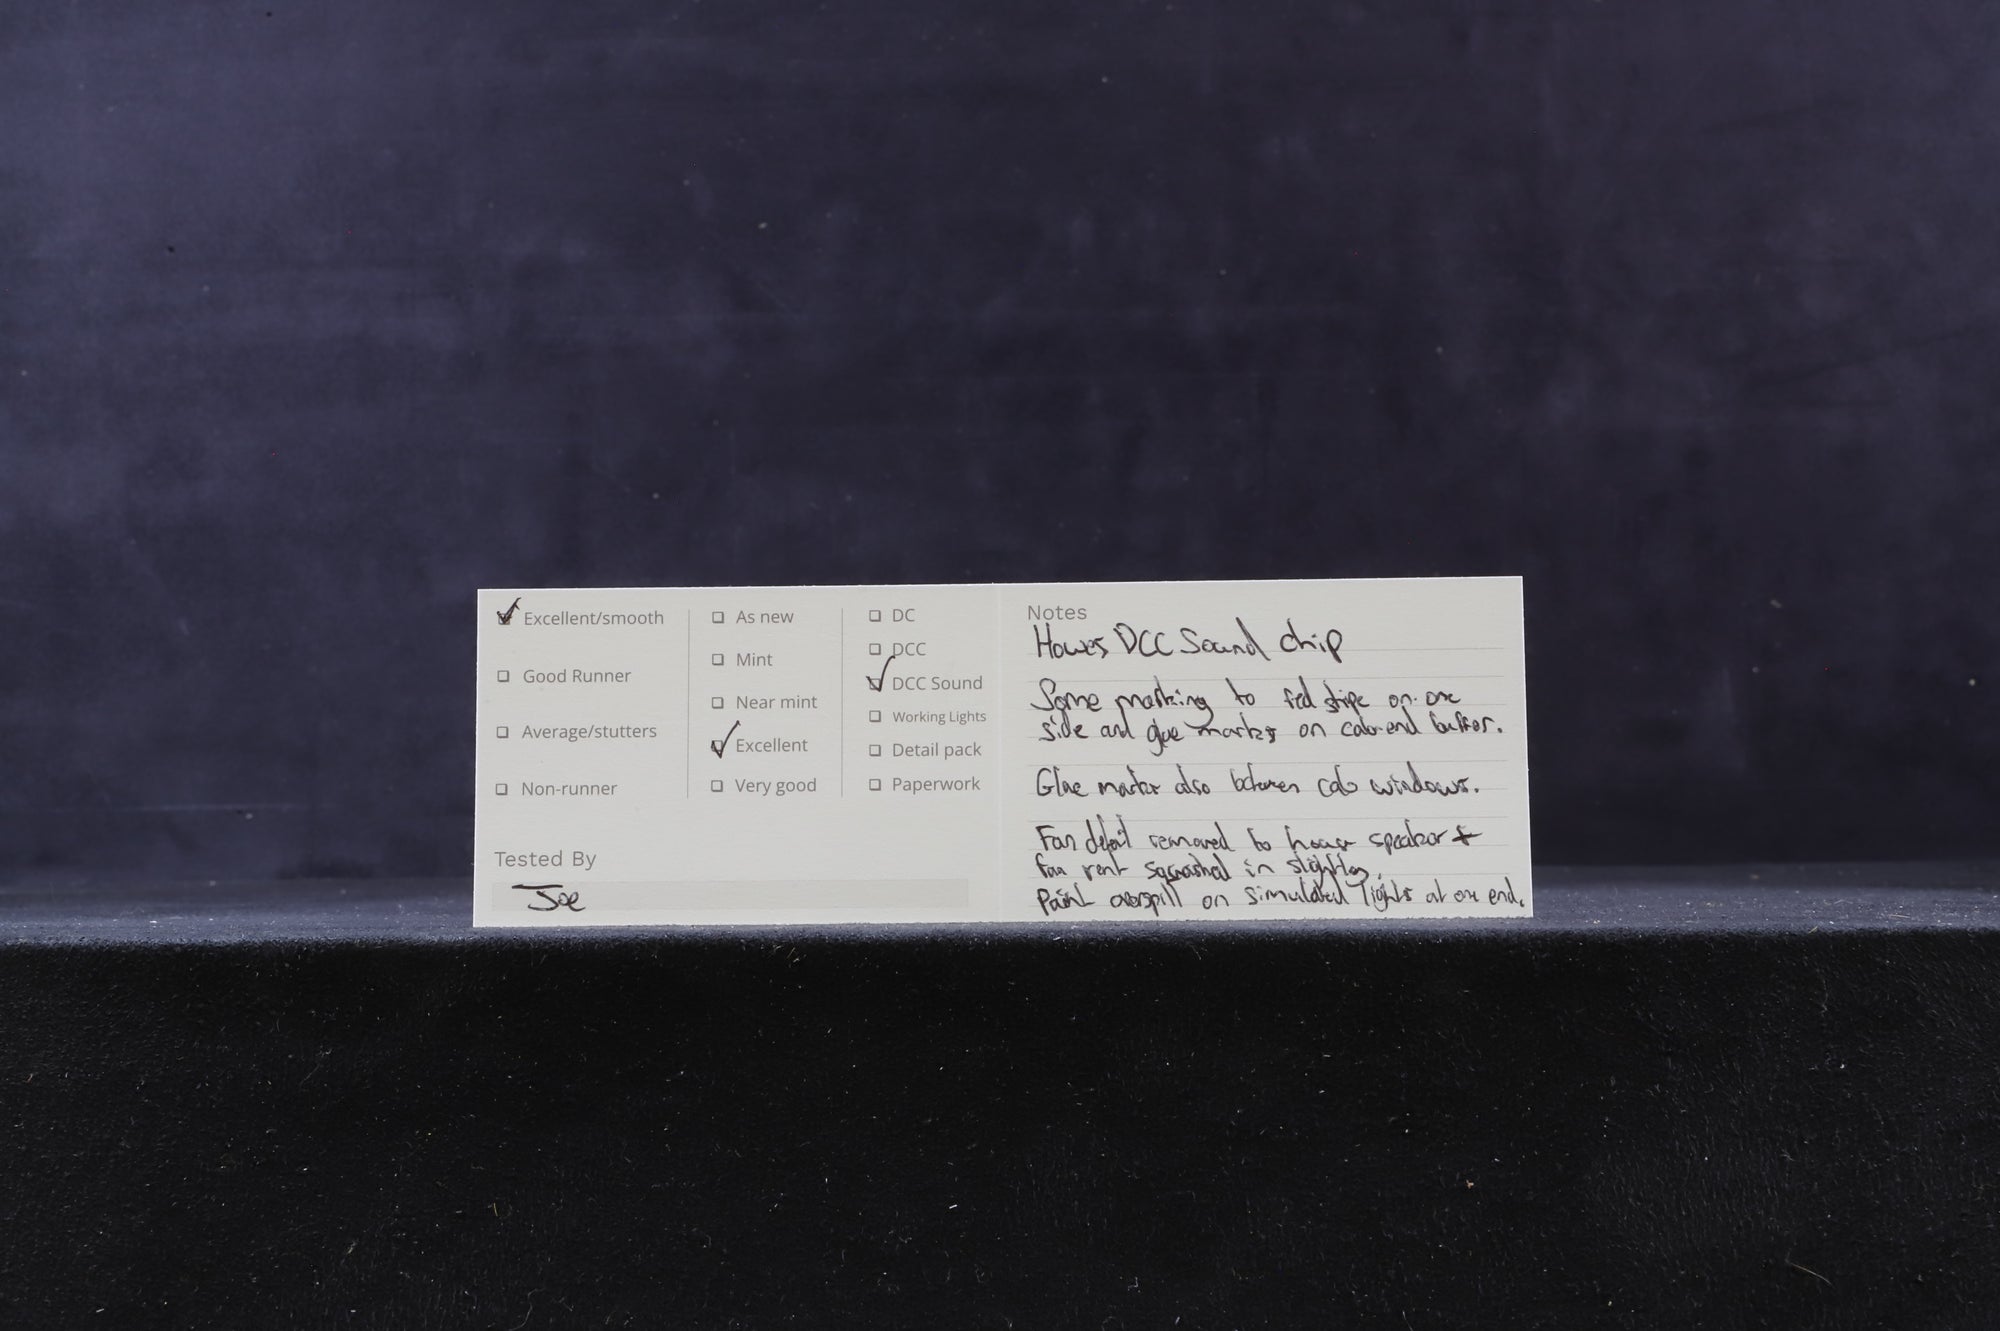 Excellent/smooth
Good Runner
Average/stutters
Non-runner
As new
Mint
Near mint
Excellent
Very good
DC
DCC
DCC Sound
Working Lights
Detail pack
Paperwork
Tested By
Joe
Notes
Howes DCC Sound chip
Some marking to red stripe on one
side and glue marks on cab-end buffer.
Glue marks also between cab windows.
Fan detail removed to house speaker +
fan vent squashed in slightly.
Paint overspill on simulated lights at one end.